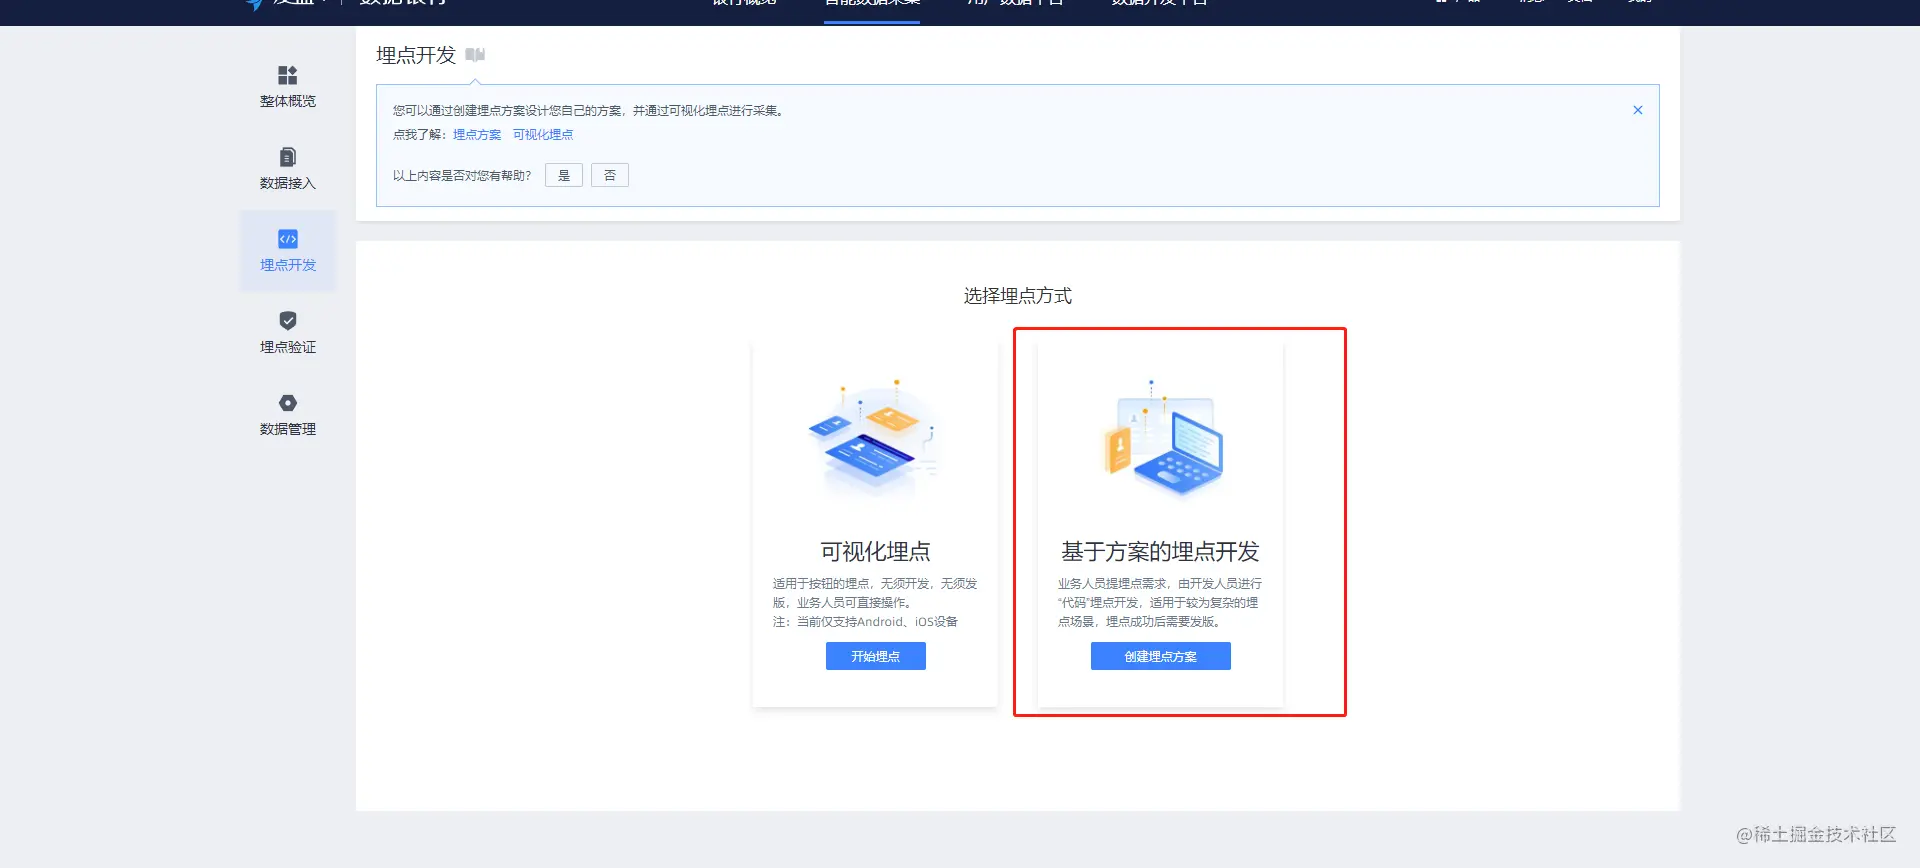 埋点开发
您可以通过创建埋点方案设计您自己的方案，并通过可视化埋点进行采集。
点我了解：埋点方案 可视化埋点
以上内容是否对您有帮助？ 是 否
整体概览
数据接入
埋点开发
埋点验证
数据管理
选择埋点方式
可视化埋点
适用于按钮的埋点，无须开发，无须发
版，业务人员可直接操作。
注：当前仅支持Android、iOS设备
开始埋点
基于方案的埋点开发
业务人员提埋点需求，由开发人员进行
“代码”埋点开发，适用于较为复杂的埋
点场景，埋点成功后需要发版。
创建埋点方案
@稀土掘金技术社区